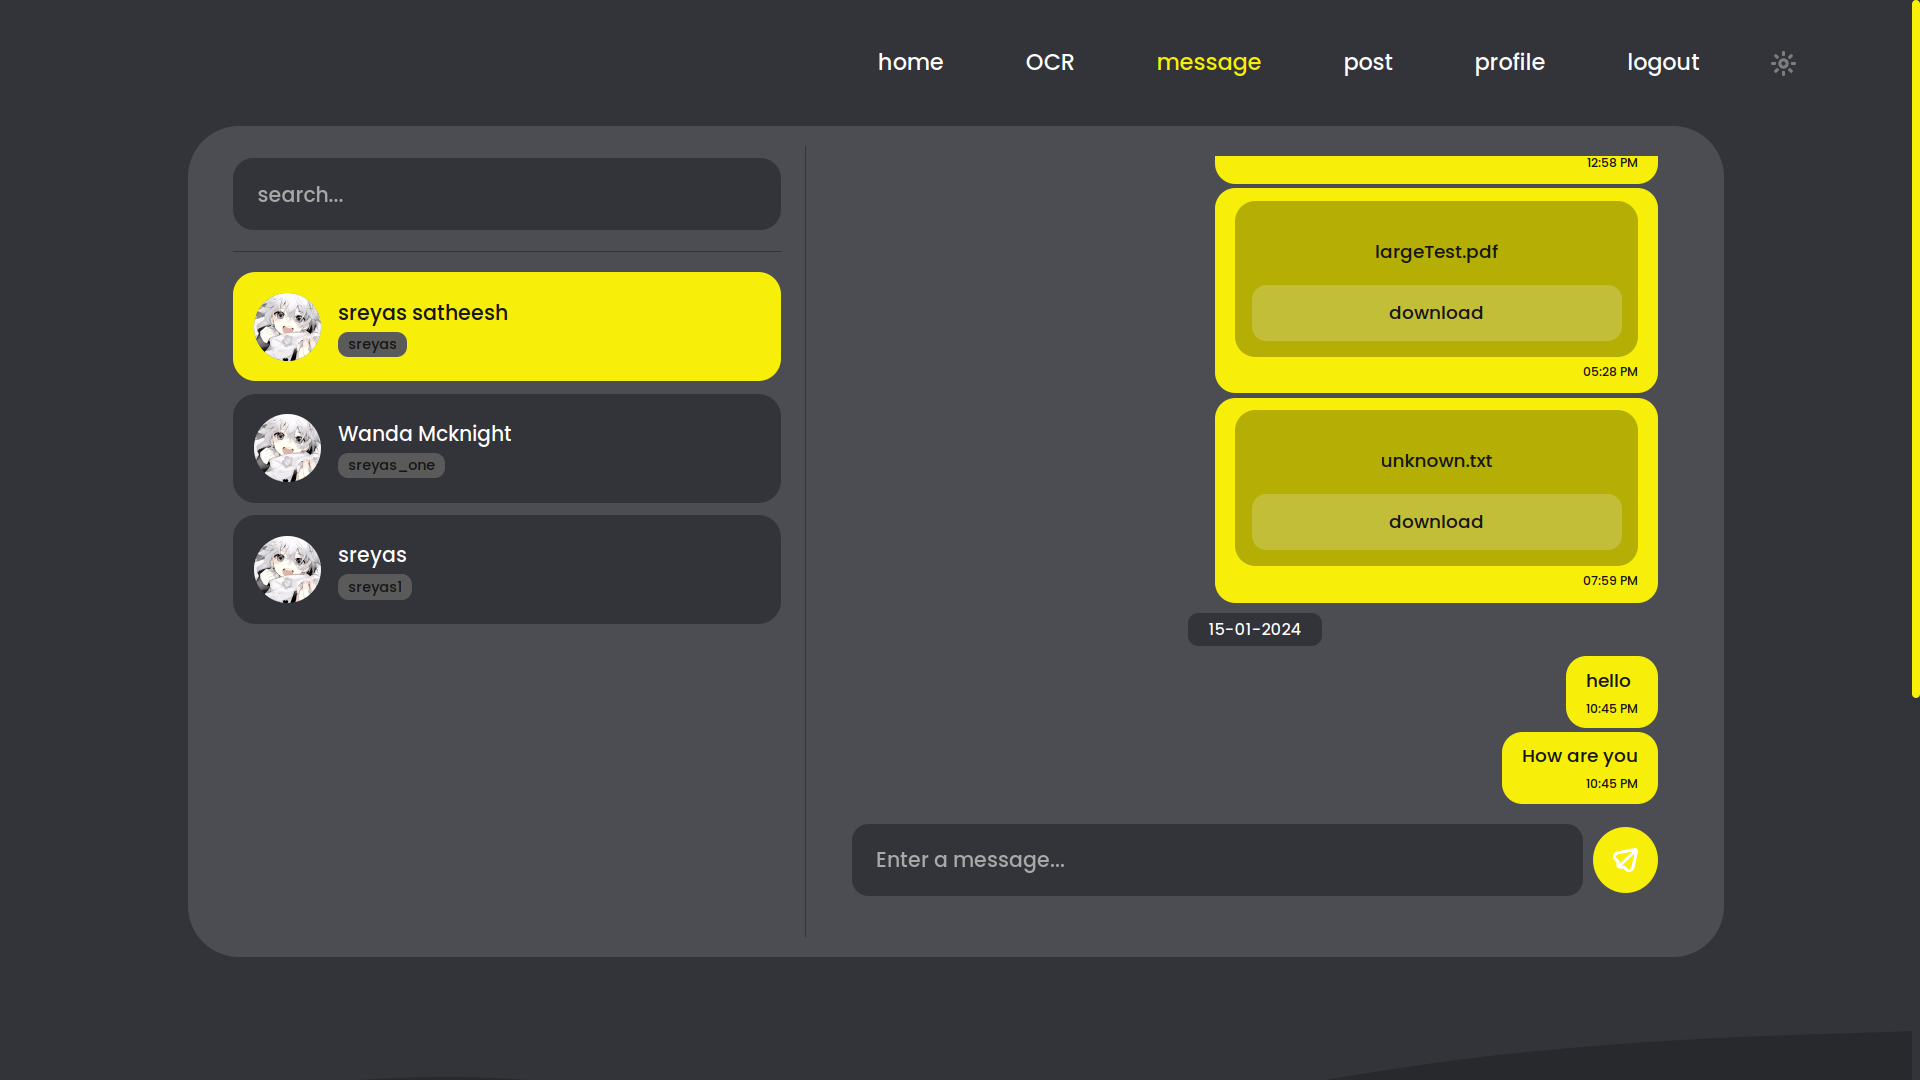 home OCR message post profile logout
search...
sreyas satheesh
sreyas
Wanda Mcknight
sreyas_one
sreyas
sreyas1
12:58 PM
largeTest.pdf
download
05:28 PM
unknown.txt
download
07:59 PM
15-01-2024
hello
10:45 PM
How are you
10:45 PM
Enter a message...